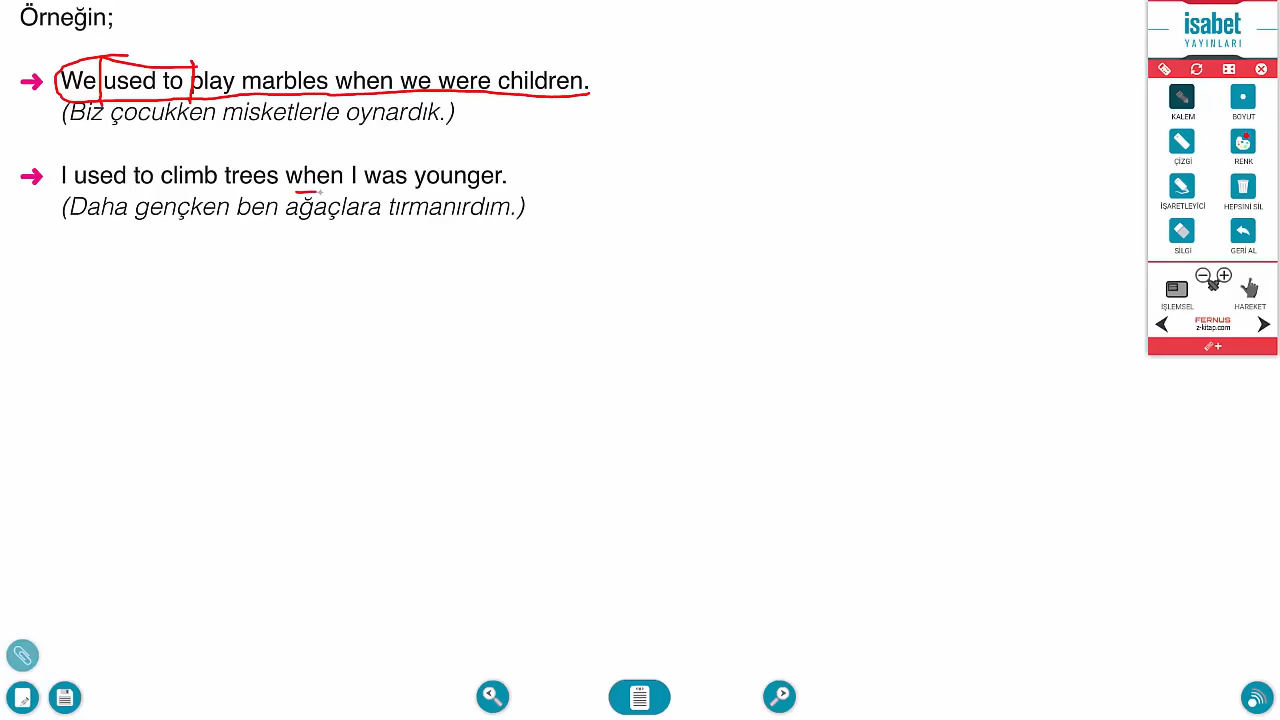 Örneğin;
We used to play marbles when we were children.
(Biz çocukken misketlerle oynardık.)
I used to climb trees when I was younger.
(Daha gençken ben ağaçlara tırmanırdım.)
isabet
YAYINLARI
KALEM
BOYUT
ÇİZGİ
RENK
İŞARETLEYİCİ
HEPSİNİ SİL
SİLGİ
GERİ AL
İŞLEMSEL
HAREKET
FERNUS
z-kitap.com